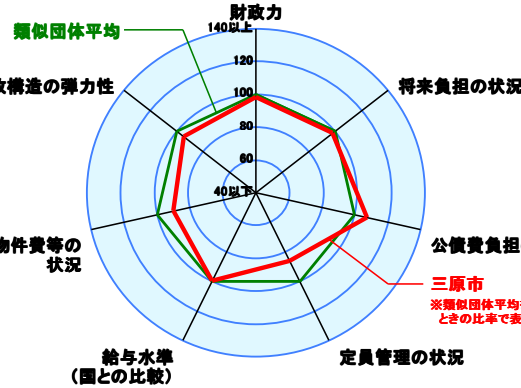 財政力
類似団体平均
140以上
120
100
80
60
40以下
構造の弾力性
将来負担の状況
物件費等の
状況
公債費負担
三原市
※類似団体平均
ときの比率で表
給与水準
（国との比較）
定員管理の状況